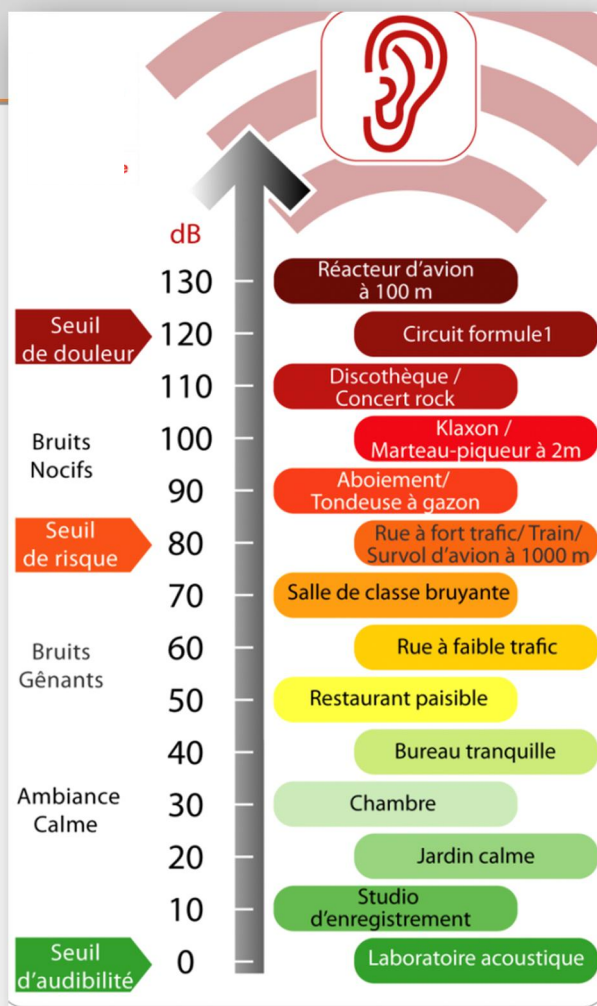 e
dB
130
Réacteur d'avion
à 100 m
Seuil
de douleur
120
Circuit formule1
110
Discothèque /
Concert rock
Bruits
Nocifs
100
Klaxon /
Marteau-piqueur à 2m
90
Aboiement/
Tondeuse à gazon
Seuil
de risque
80
Rue à fort trafic/ Train/
Survol d'avion à 1000 m
70
Salle de classe bruyante
Bruits
Gênants
60
Rue à faible trafic
50
Restaurant paisible
40
Bureau tranquille
Ambiance
Calme
30
Chambre
20
Jardin calme
10
Studio
d'enregistrement
Seuil
d'audibilité
0
Laboratoire acoustique